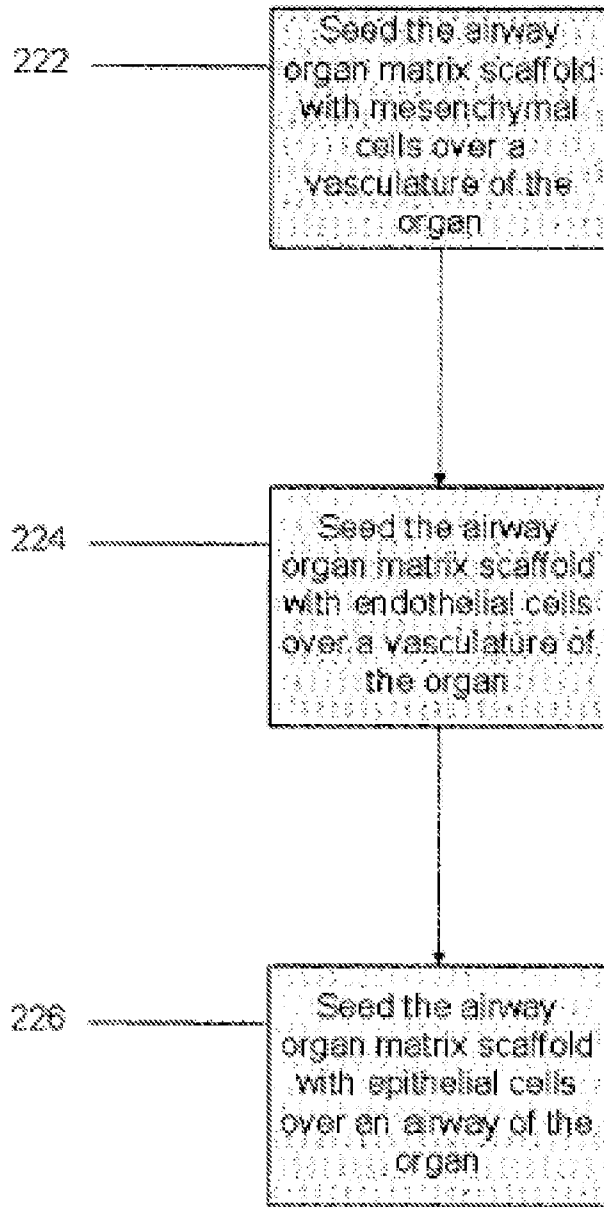 222
Seed the airway
organ matrix scaffold
with mesenchymal
cells over a
vasculature of the
organ
224
Seed the airway
organ matrix scaffold
with endothelial cells
over a vasculature of
the organ
226
Seed the airway
organ matrix scaffold
with epithelial cells
over an airway of the
organ